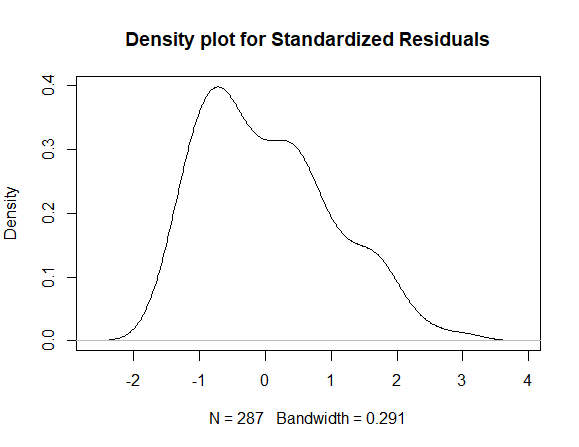 Density plot for Standardized Residuals
0.4
0.3
0.2
0.1
0.0
Density
-2 -1 0 1 2 3 4
N = 287 Bandwidth = 0.291